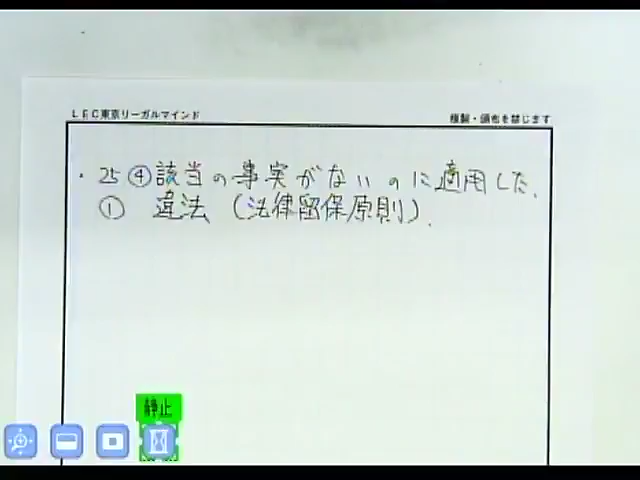 LEC東京リーガルマインド
複製・頒布を禁じます
・25④該当の事実がないのに適用した、
① 違法 (法律留保原則).
静止